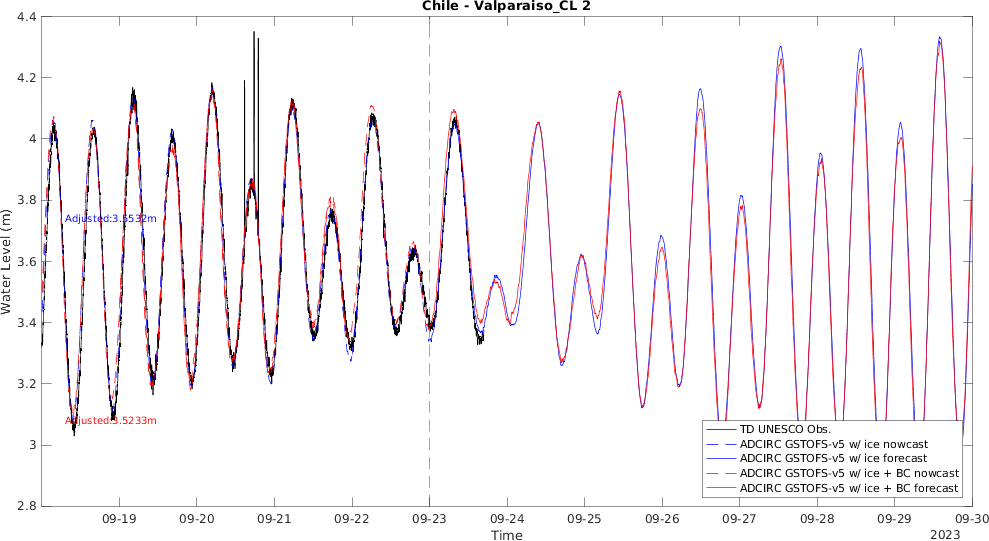 Chile - Valparaiso_CL 2
4.4
4.2
4
3.8
3.6
3.4
3.2
3
2.8
Water Level (m)
Adjusted:3.5532m
Adjusted:3.5233m
TD UNESCO Obs.
ADCIRC GSTOFS-v5 w/ ice nowcast
ADCIRC GSTOFS-v5 w/ ice forecast
ADCIRC GSTOFS-v5 w/ ice + BC nowcast
ADCIRC GSTOFS-v5 w/ ice + BC forecast
09-19 09-20 09-21 09-22 09-23 09-24 09-25 09-26 09-27 09-28 09-29 09-30
Time
2023